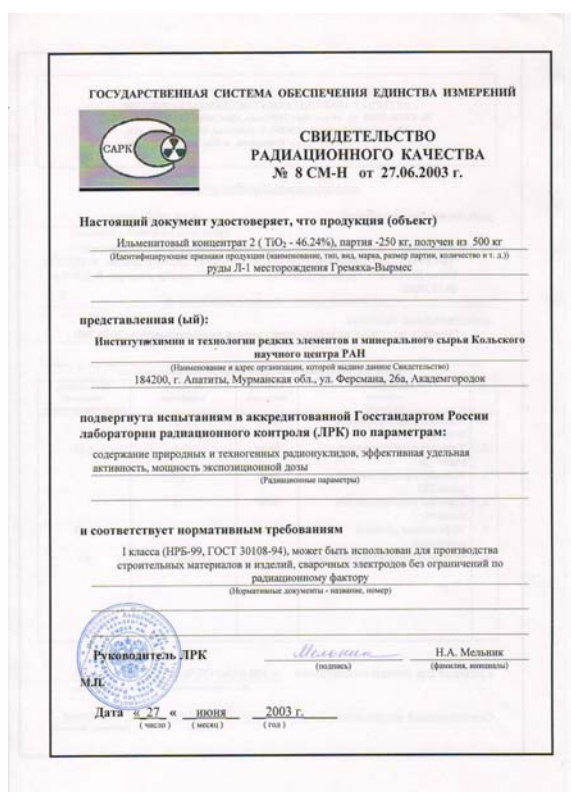 ГОСУДАРСТВЕННАЯ СИСТЕМА ОБЕСПЕЧЕНИЯ ЕДИНСТВА ИЗМЕРЕНИЙ
САРК
СВИДЕТЕЛЬСТВО
РАДИАЦИОННОГО КАЧЕСТВА
№ 8 СМ-Н от 27.06.2003 г.
Настоящий документ удостоверяет, что продукция (объект)
Ильменитовый концентрат 2 ( TiO₂ - 46.24%), партия -250 кг, получен из 500 кг
(Идентифицирующие признаки продукции (наименование, тип, вид, марка, размер партии, количество и т. д.))
руды Л-1 месторождения Гремяха-Вырмес
представленная (ый):
Института химии и технологии редких элементов и минерального сырья Кольского
научного центра РАН
(Наименование и адрес организации, которой выдано данное Свидетельство)
184200, г. Апатиты, Мурманская обл., ул. Ферсмана, 26а, Академгородок
подвергнута испытаниям в аккредитованной Госстандартом России
лаборатории радиационного контроля (ЛРК) по параметрам:
содержание природных и техногенных радионуклидов, эффективная удельная
активность, мощность экспозиционной дозы
(Радиационные параметры)
и соответствует нормативным требованиям
I класса (НРБ-99, ГОСТ 30108-94), может быть использован для производства
строительных материалов и изделий, сварочных электродов без ограничений по
радиационному фактору
(Нормативные документы - название, номер)
Руководитель ЛРК Мельник Н.А. Мельник
(подпись) (фамилия, инициалы)
М.П.
Дата « 27 « июня 2003 г.
( число ) ( месяц ) ( год )